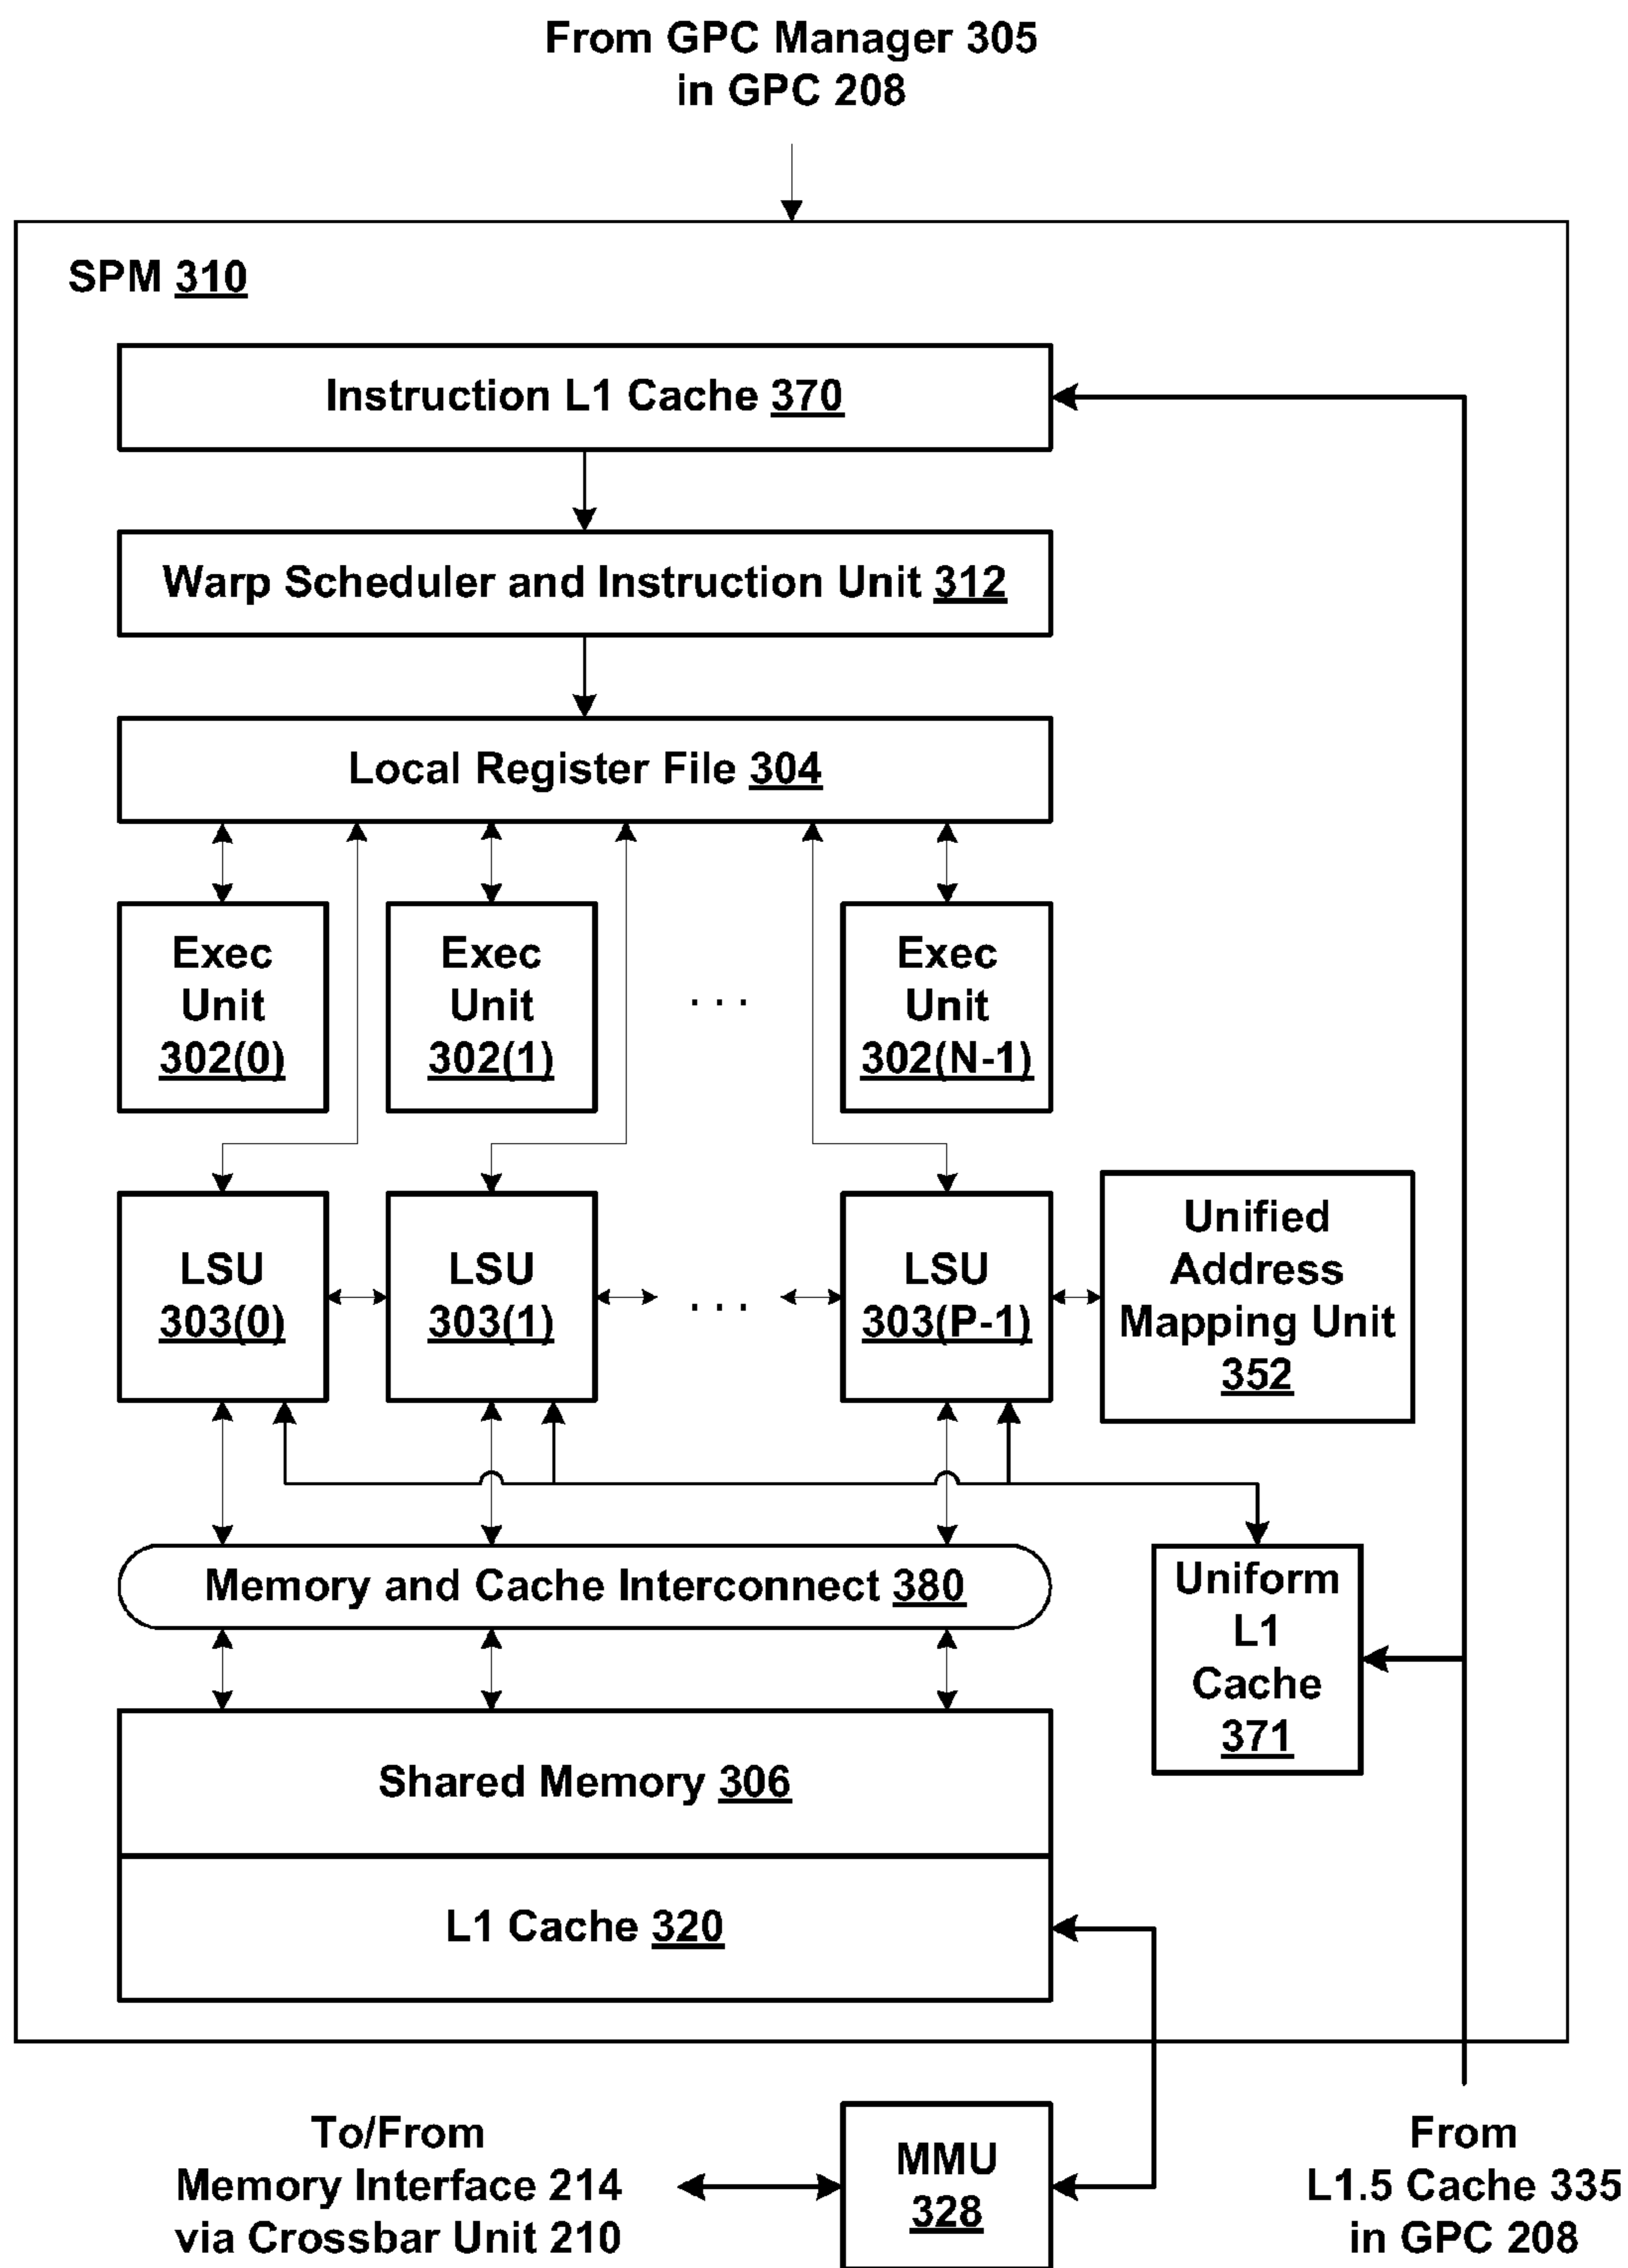 From GPC Manager 305
in GPC 208
SPM 310
Instruction L1 Cache 370
Warp Scheduler and Instruction Unit 312
Local Register File 304
Exec
Unit
302(0)
Exec
Unit
302(1)
. . .
Exec
Unit
302(N-1)
LSU
303(0)
LSU
303(1)
. . .
LSU
303(P-1)
Unified
Address
Mapping Unit
352
Memory and Cache Interconnect 380
Uniform
L1
Cache
371
Shared Memory 306
L1 Cache 320
To/From
Memory Interface 214
via Crossbar Unit 210
MMU
328
From
L1.5 Cache 335
in GPC 208